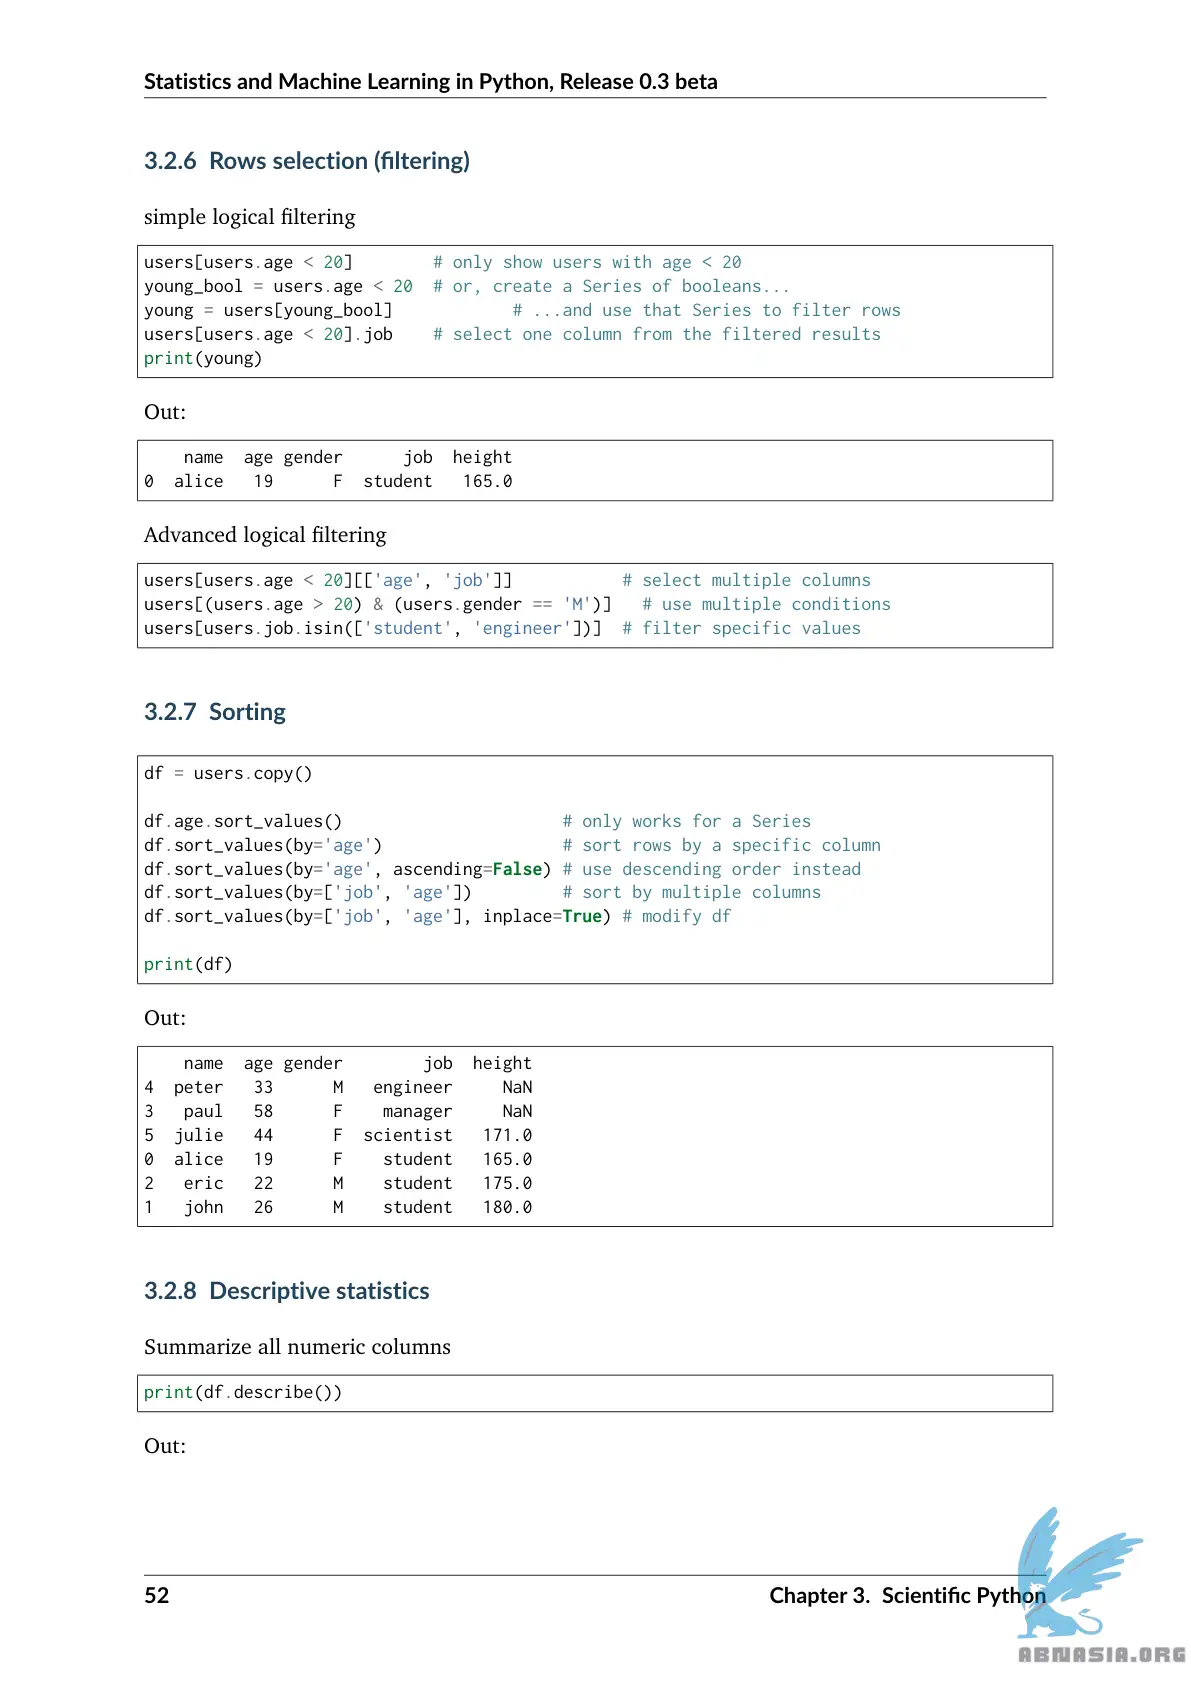 Statistics and Machine Learning in Python, Release 0.3 beta
3.2.6 Rows selection (filtering)
simple logical filtering
users[users.age < 20]        # only show users with age < 20
young_bool = users.age < 20  # or, create a Series of booleans...
young = users[young_bool]            # ...and use that Series to filter rows
users[users.age < 20].job    # select one column from the filtered results
print(young)
Out:
    name  age gender      job  height
0  alice   19      F  student   165.0
Advanced logical filtering
users[users.age < 20][['age', 'job']]           # select multiple columns
users[(users.age > 20) & (users.gender == 'M')]   # use multiple conditions
users[users.job.isin(['student', 'engineer'])]  # filter specific values
3.2.7 Sorting
df = users.copy()
df.age.sort_values()                      # only works for a Series
df.sort_values(by='age')                  # sort rows by a specific column
df.sort_values(by='age', ascending=False) # use descending order instead
df.sort_values(by=['job', 'age'])         # sort by multiple columns
df.sort_values(by=['job', 'age'], inplace=True) # modify df
print(df)
Out:
    name  age gender        job  height
4  peter   33      M   engineer     NaN
3   paul   58      F    manager     NaN
5  julie   44      F  scientist   171.0
0  alice   19      F    student   165.0
2   eric   22      M    student   175.0
1   john   26      M    student   180.0
3.2.8 Descriptive statistics
Summarize all numeric columns
print(df.describe())
Out:
52 Chapter 3. Scientific Python
ABNASIA.ORG